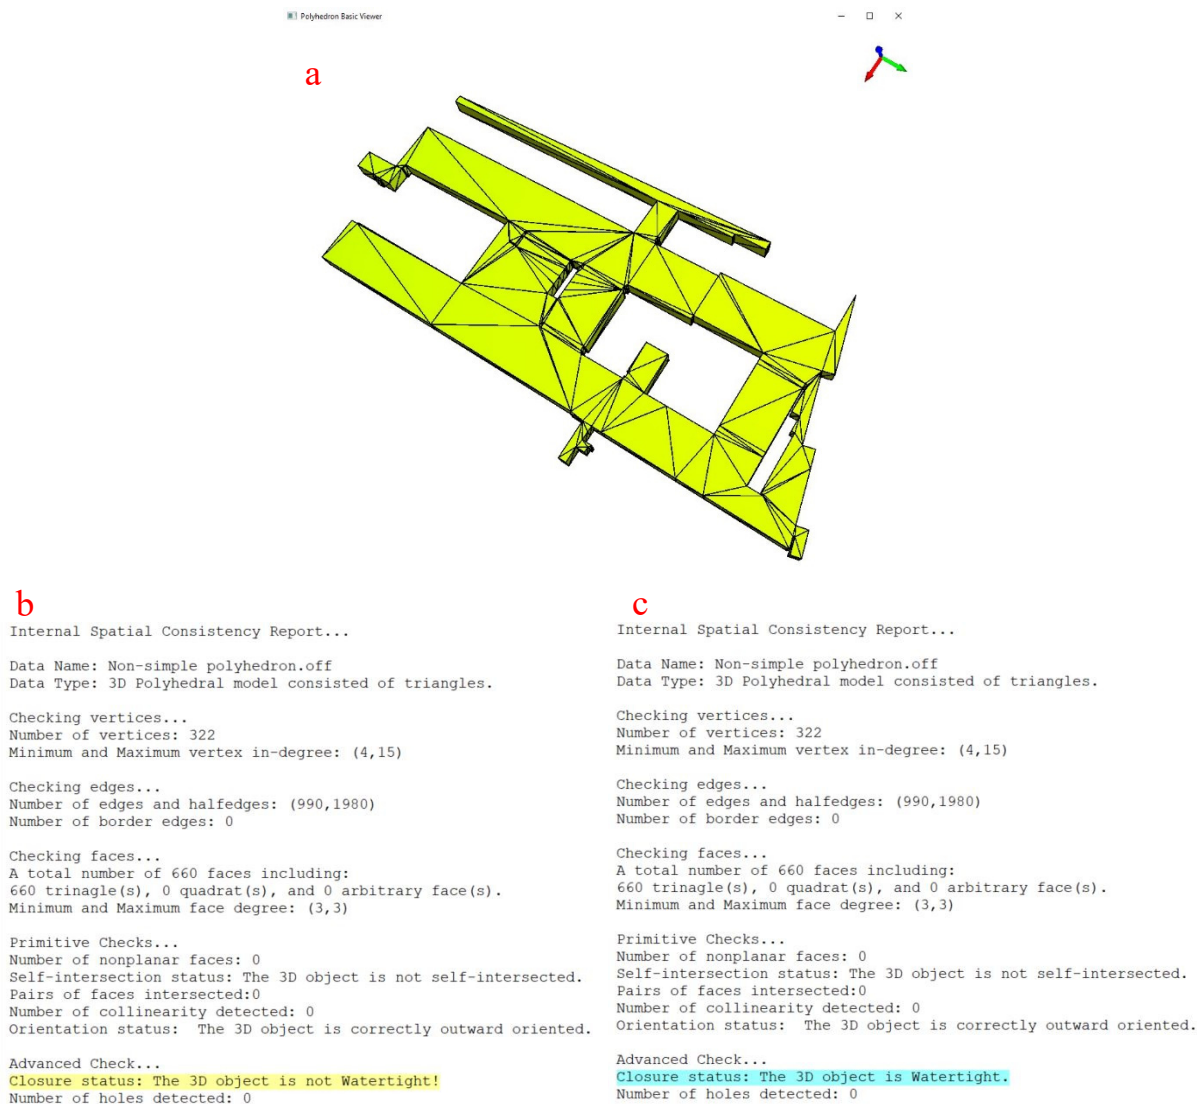 Polyhedron Basic Viewer
a
b
Internal Spatial Consistency Report...
Data Name: Non-simple polyhedron.off
Data Type: 3D Polyhedral model consisted of triangles.
Checking vertices...
Number of vertices: 322
Minimum and Maximum vertex in-degree: (4,15)
Checking edges...
Number of edges and halfedges: (990,1980)
Number of border edges: 0
Checking faces...
A total number of 660 faces including:
660 trinagle(s), 0 quadrat(s), and 0 arbitrary face(s).
Minimum and Maximum face degree: (3,3)
Primitive Checks...
Number of nonplanar faces: 0
Self-intersection status: The 3D object is not self-intersected.
Pairs of faces intersected:0
Number of collinearity detected: 0
Orientation status:  The 3D object is correctly outward oriented.
Advanced Check...
Closure status: The 3D object is not Watertight!
Number of holes detected: 0
c
Internal Spatial Consistency Report...
Data Name: Non-simple polyhedron.off
Data Type: 3D Polyhedral model consisted of triangles.
Checking vertices...
Number of vertices: 322
Minimum and Maximum vertex in-degree: (4,15)
Checking edges...
Number of edges and halfedges: (990,1980)
Number of border edges: 0
Checking faces...
A total number of 660 faces including:
660 trinagle(s), 0 quadrat(s), and 0 arbitrary face(s).
Minimum and Maximum face degree: (3,3)
Primitive Checks...
Number of nonplanar faces: 0
Self-intersection status: The 3D object is not self-intersected.
Pairs of faces intersected:0
Number of collinearity detected: 0
Orientation status:  The 3D object is correctly outward oriented.
Advanced Check...
Closure status: The 3D object is Watertight.
Number of holes detected: 0